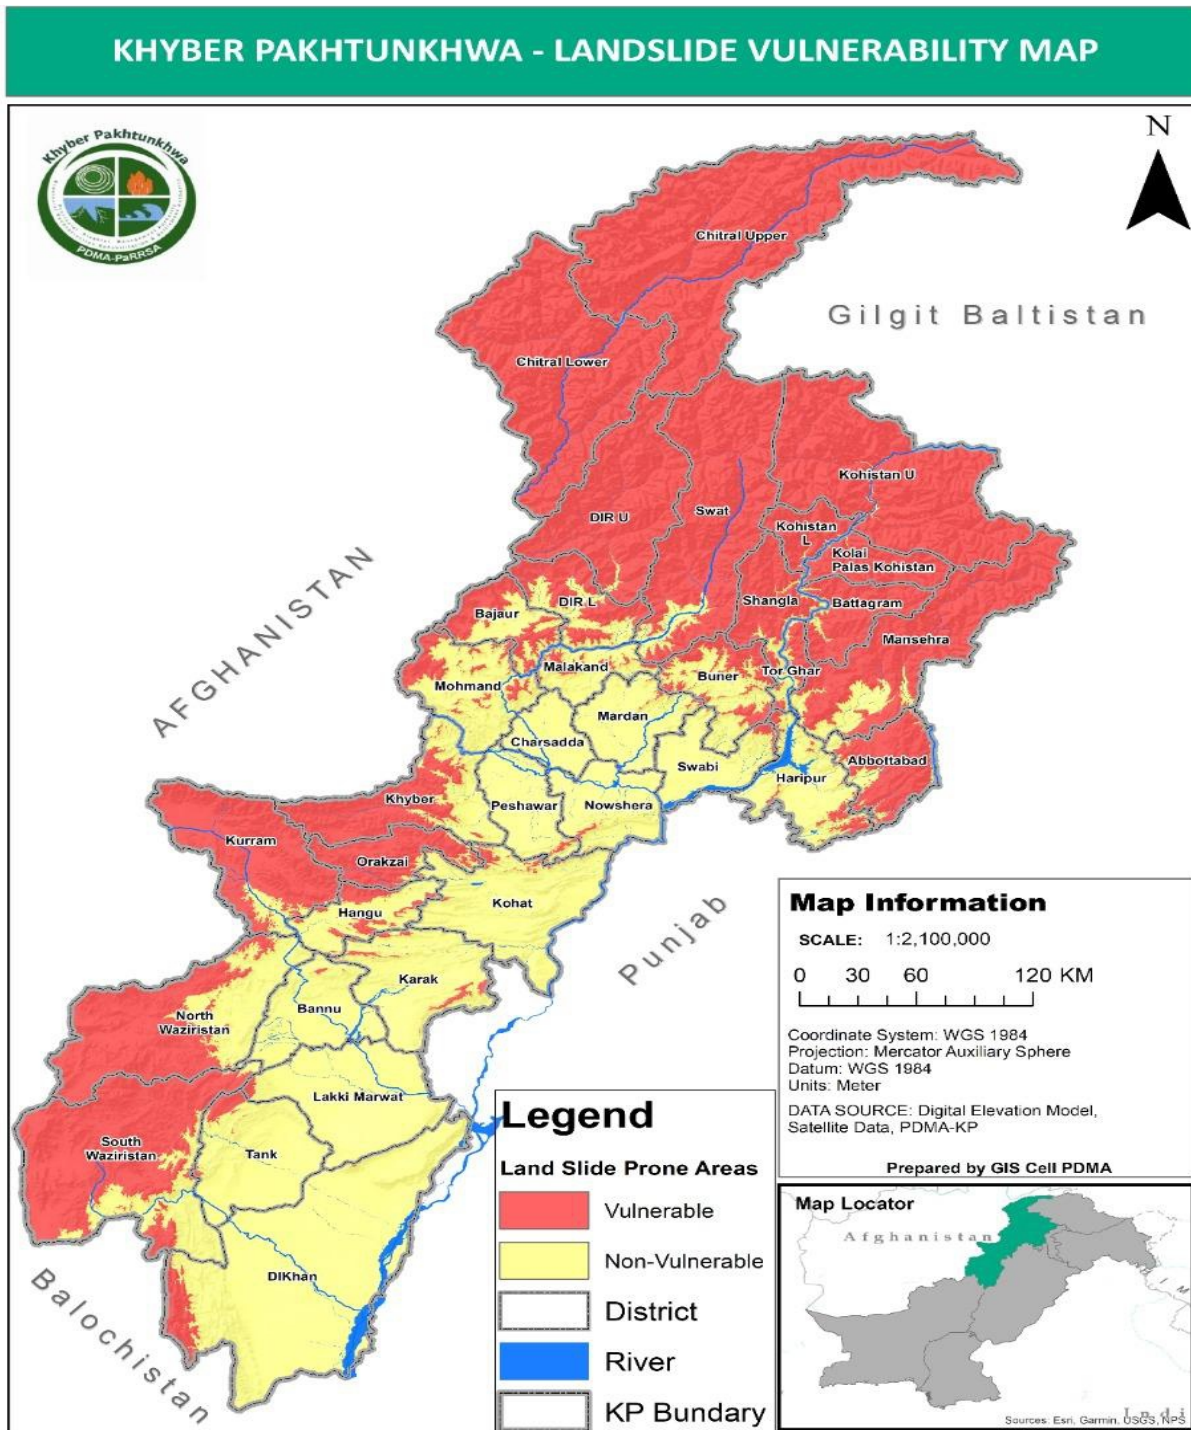 KHYBER PAKHTUNKHWA - LANDSLIDE VULNERABILITY MAP
Khyber Pakhtunkhwa
PDMA-PaRRSA
N
Chitral Upper
Gilgit Baltistan
Chitral Lower
Kohistan U
DIR U
Swat
Kohistan
L
Kolai
Palas Kohistan
AFGHANISTAN
Bajaur
DIR L
Shangla
Battagram
Mansehra
Malakand
Buner
Tor Ghar
Mohmand
Mardan
Charsadda
Swabi
Abbottabad
Haripur
Khyber
Peshawar
Nowshera
Kurram
Orakzai
Hangu
Kohat
Punjab
Karak
Bannu
North
Waziristan
Lakki Marwat
South
Waziristan
Tank
DIKhan
Balochistan
Map Information
SCALE: 1:2,100,000
0 30 60 120 KM
Coordinate System: WGS 1984
Projection: Mercator Auxiliary Sphere
Datum: WGS 1984
Units: Meter
DATA SOURCE: Digital Elevation Model,
Satellite Data, PDMA-KP
Prepared by GIS Cell PDMA
Legend
Land Slide Prone Areas
Vulnerable
Non-Vulnerable
District
River
KP Bundary
Map Locator
Afghanistan
H I M
I n d i
Sources: Esri, Garmin, USGS, NPS